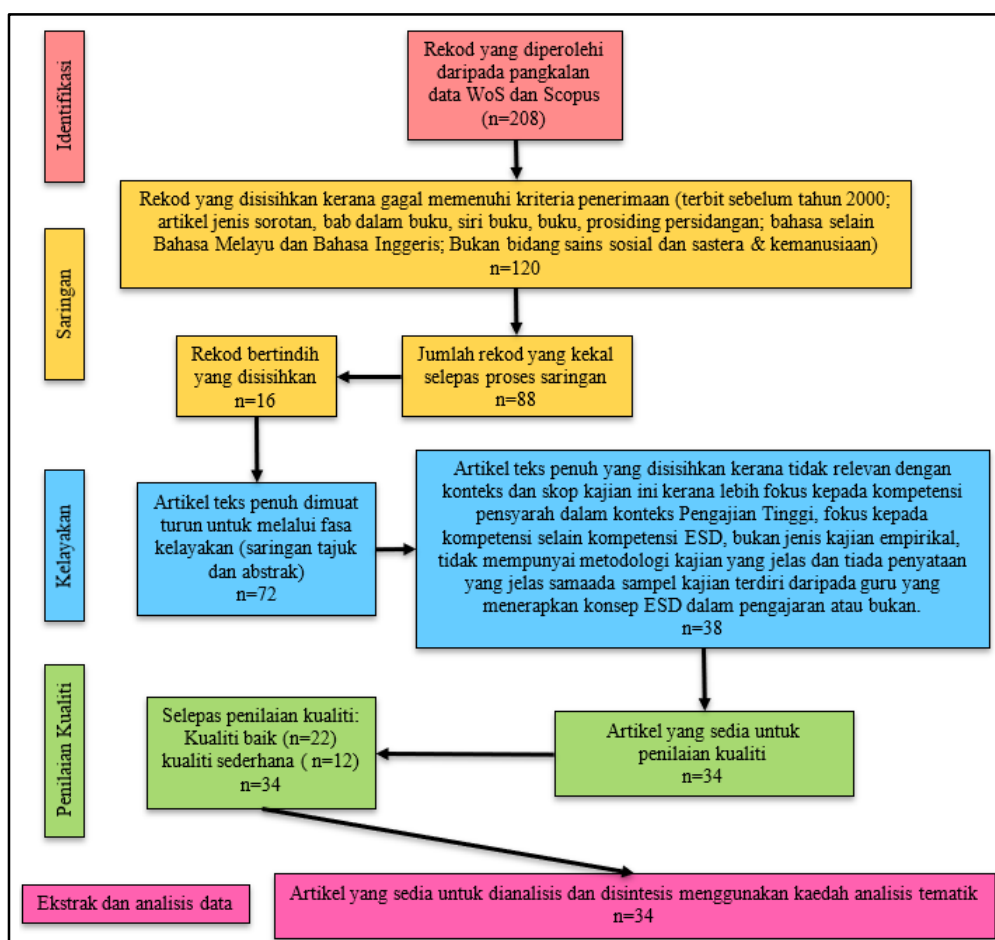 Identifikasi
Rekod yang diperolehi
daripada pangkalan
data WoS dan Scopus
(n=208)
Saringan
Rekod yang disisihkan kerana gagal memenuhi kriteria penerimaan (terbit sebelum tahun 2000;
artikel jenis sorotan, bab dalam buku, siri buku, buku, prosiding persidangan; bahasa selain
Bahasa Melayu dan Bahasa Inggeris; Bukan bidang sains sosial dan sastera & kemanusiaan)
n=120
Jumlah rekod yang kekal
selepas proses saringan
n=88
Rekod bertindih
yang disisihkan
n=16
Kelayakan
Artikel teks penuh dimuat
turun untuk melalui fasa
kelayakan (saringan tajuk
dan abstrak)
n=72
Artikel teks penuh yang disisihkan kerana tidak relevan dengan
konteks dan skop kajian ini kerana lebih fokus kepada kompetensi
pensyarah dalam konteks Pengajian Tinggi, fokus kepada
kompetensi selain kompetensi ESD, bukan jenis kajian empirikal,
tidak mempunyai metodologi kajian yang jelas dan tiada penyataan
yang jelas samaada sampel kajian terdiri daripada guru yang
menerapkan konsep ESD dalam pengajaran atau bukan.
n=38
Penilaian Kualiti
Artikel yang sedia untuk
penilaian kualiti
n=34
Selepas penilaian kualiti:
Kualiti baik (n=22)
kualiti sederhana ( n=12)
n=34
Ekstrak dan analisis data
Artikel yang sedia untuk dianalisis dan disintesis menggunakan kaedah analisis tematik
n=34